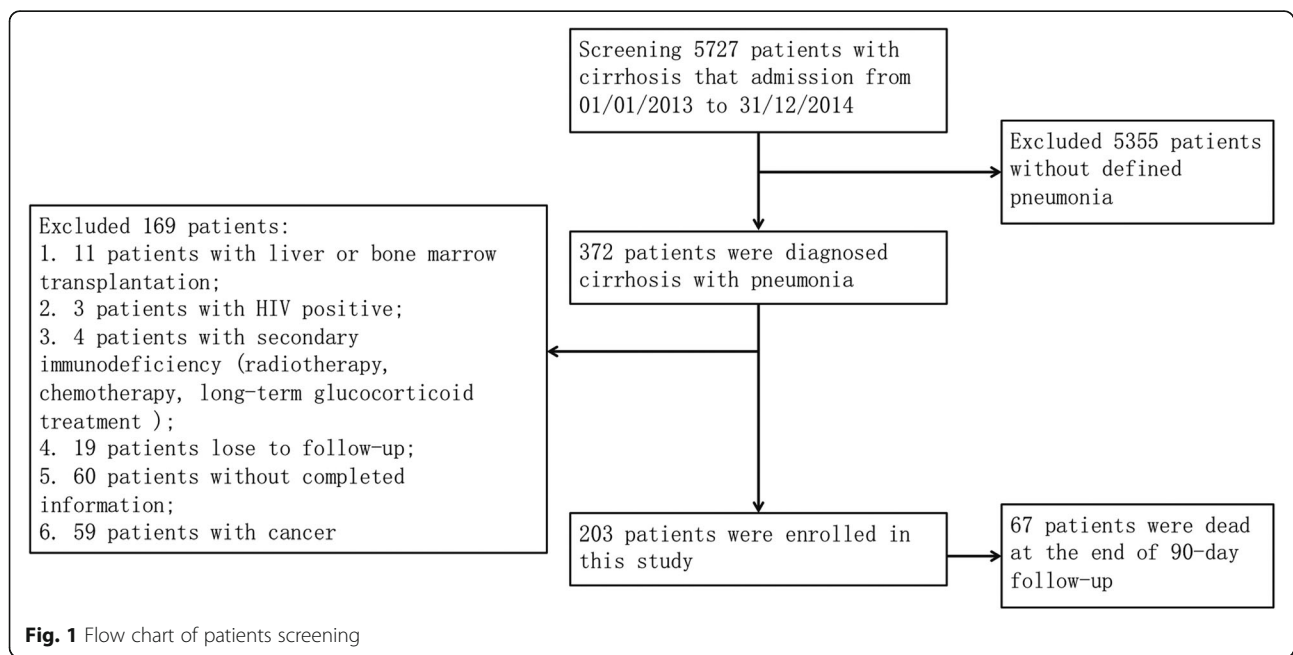 Screening 5727 patients with
cirrhosis that admission from
01/01/2013 to 31/12/2014
Excluded 5355 patients
without defined
pneumonia
372 patients were diagnosed
cirrhosis with pneumonia
Excluded 169 patients:
1. 11 patients with liver or bone marrow
transplantation;
2. 3 patients with HIV positive;
3. 4 patients with secondary
immunodeficiency (radiotherapy,
chemotherapy, long-term glucocorticoid
treatment );
4. 19 patients lose to follow-up;
5. 60 patients without completed
information;
6. 59 patients with cancer
203 patients were enrolled in
this study
67 patients were dead
at the end of 90-day
follow-up
Fig. 1 Flow chart of patients screening